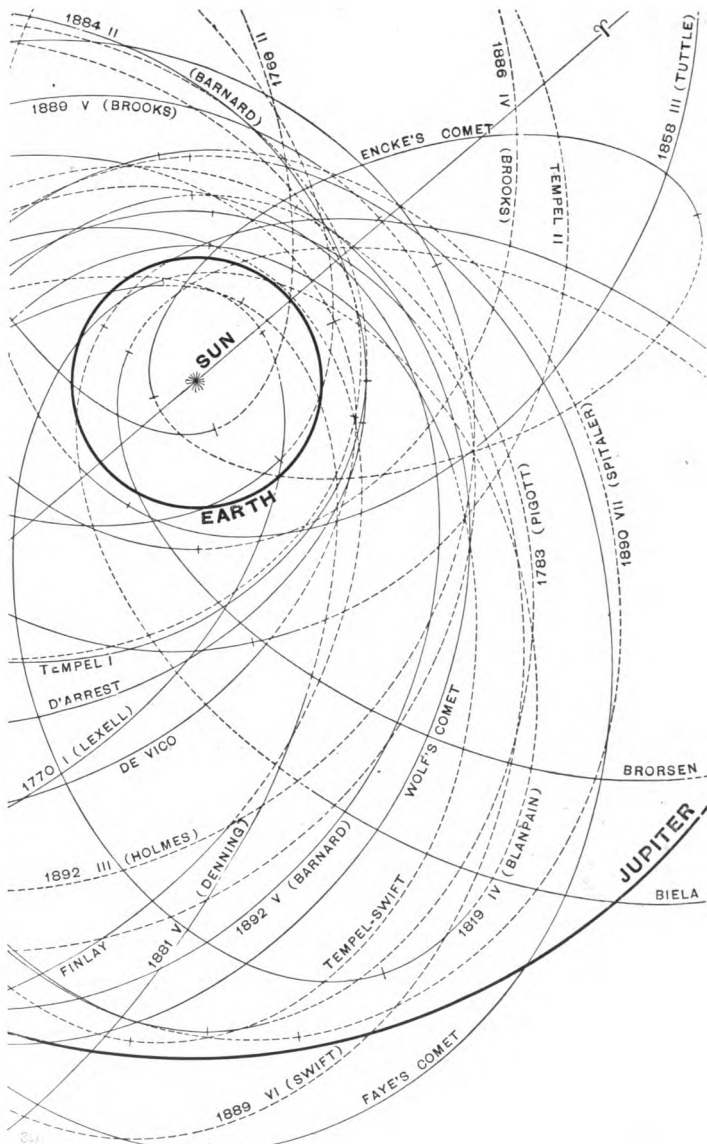 1884 II (BARNARD)
1760 II
1886 IV (BROOKS)
♈
1858 III (TUTTLE)
1889 V (BROOKS)
ENCKE'S COMET
TEMPEL II
SUN
EARTH
1783 (PIGOTT)
1890 VII (SPITALER)
TEMPEL I
D'ARREST
1770 I (LEXELL)
DE VICO
WOLF'S COMET
BRORSEN
JUPITER
BIELA
1892 III (HOLMES)
1881 V (DENNING)
1892 V (BARNARD)
1819 IV (BLANPAIN)
TEMPEL-SWIFT
FINLAY
1889 VI (SWIFT)
FAYE'S COMET